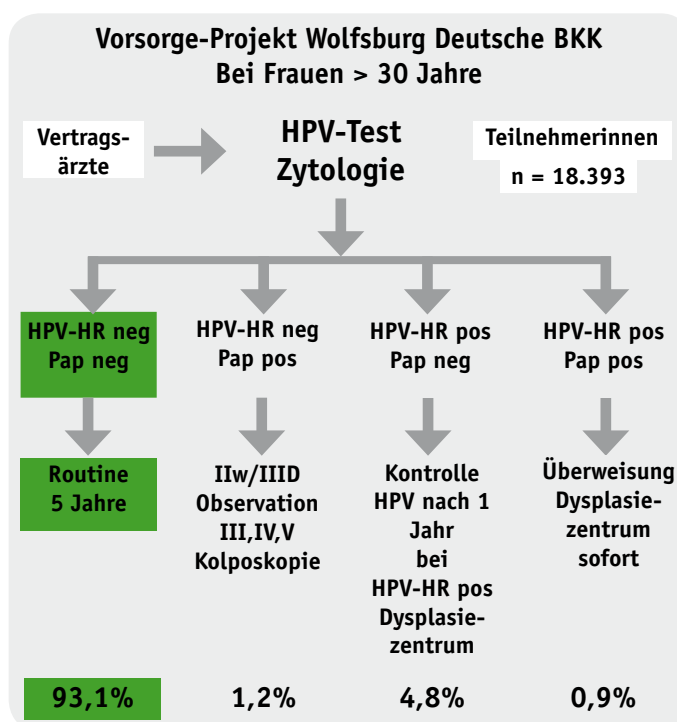 Vorsorge-Projekt Wolfsburg Deutsche BKK
Bei Frauen > 30 Jahre
Vertrags-
ärzte
HPV-Test
Zytologie
Teilnehmerinnen
n = 18.393
HPV-HR neg
Pap neg
HPV-HR neg
Pap pos
HPV-HR pos
Pap neg
HPV-HR pos
Pap pos
Routine
5 Jahre
IIw/IIID
Observation
III,IV,V
Kolposkopie
Kontrolle
HPV nach 1
Jahr
bei
HPV-HR pos
Dysplasie-
zentrum
Überweisung
Dysplasie-
zentrum
sofort
93,1%
1,2%
4,8%
0,9%